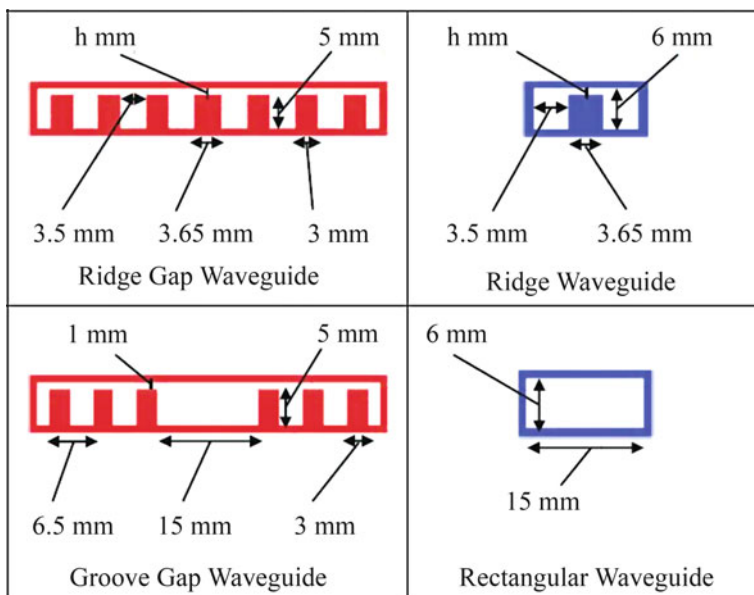 h mm
5 mm
3.5 mm
3.65 mm
3 mm
Ridge Gap Waveguide
h mm
6 mm
3.5 mm
3.65 mm
Ridge Waveguide
1 mm
5 mm
6.5 mm
15 mm
3 mm
Groove Gap Waveguide
6 mm
15 mm
Rectangular Waveguide